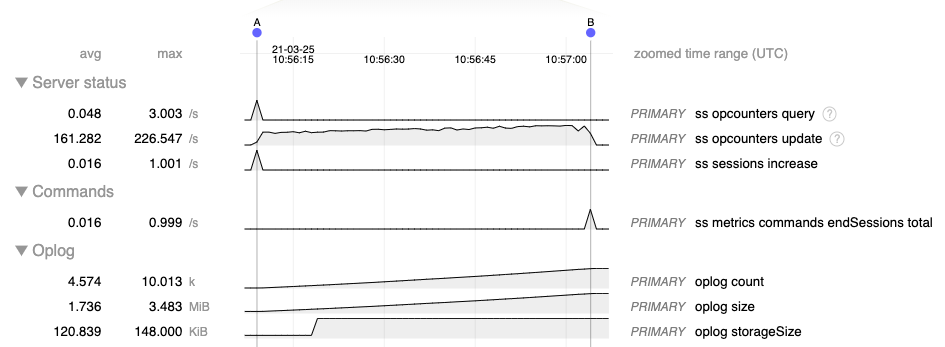 A B
21-03-25
avg max 10:56:15 10:56:30 10:56:45 10:57:00 zoomed time range (UTC)
▼ Server status
0.048 3.003 /s PRIMARY ss opcounters query ?
161.282 226.547 /s PRIMARY ss opcounters update ?
0.016 1.001 /s PRIMARY ss sessions increase
▼ Commands
0.016 0.999 /s PRIMARY ss metrics commands endSessions total
▼ Oplog
4.574 10.013 k PRIMARY oplog count
1.736 3.483 MiB PRIMARY oplog size
120.839 148.000 KiB PRIMARY oplog storageSize